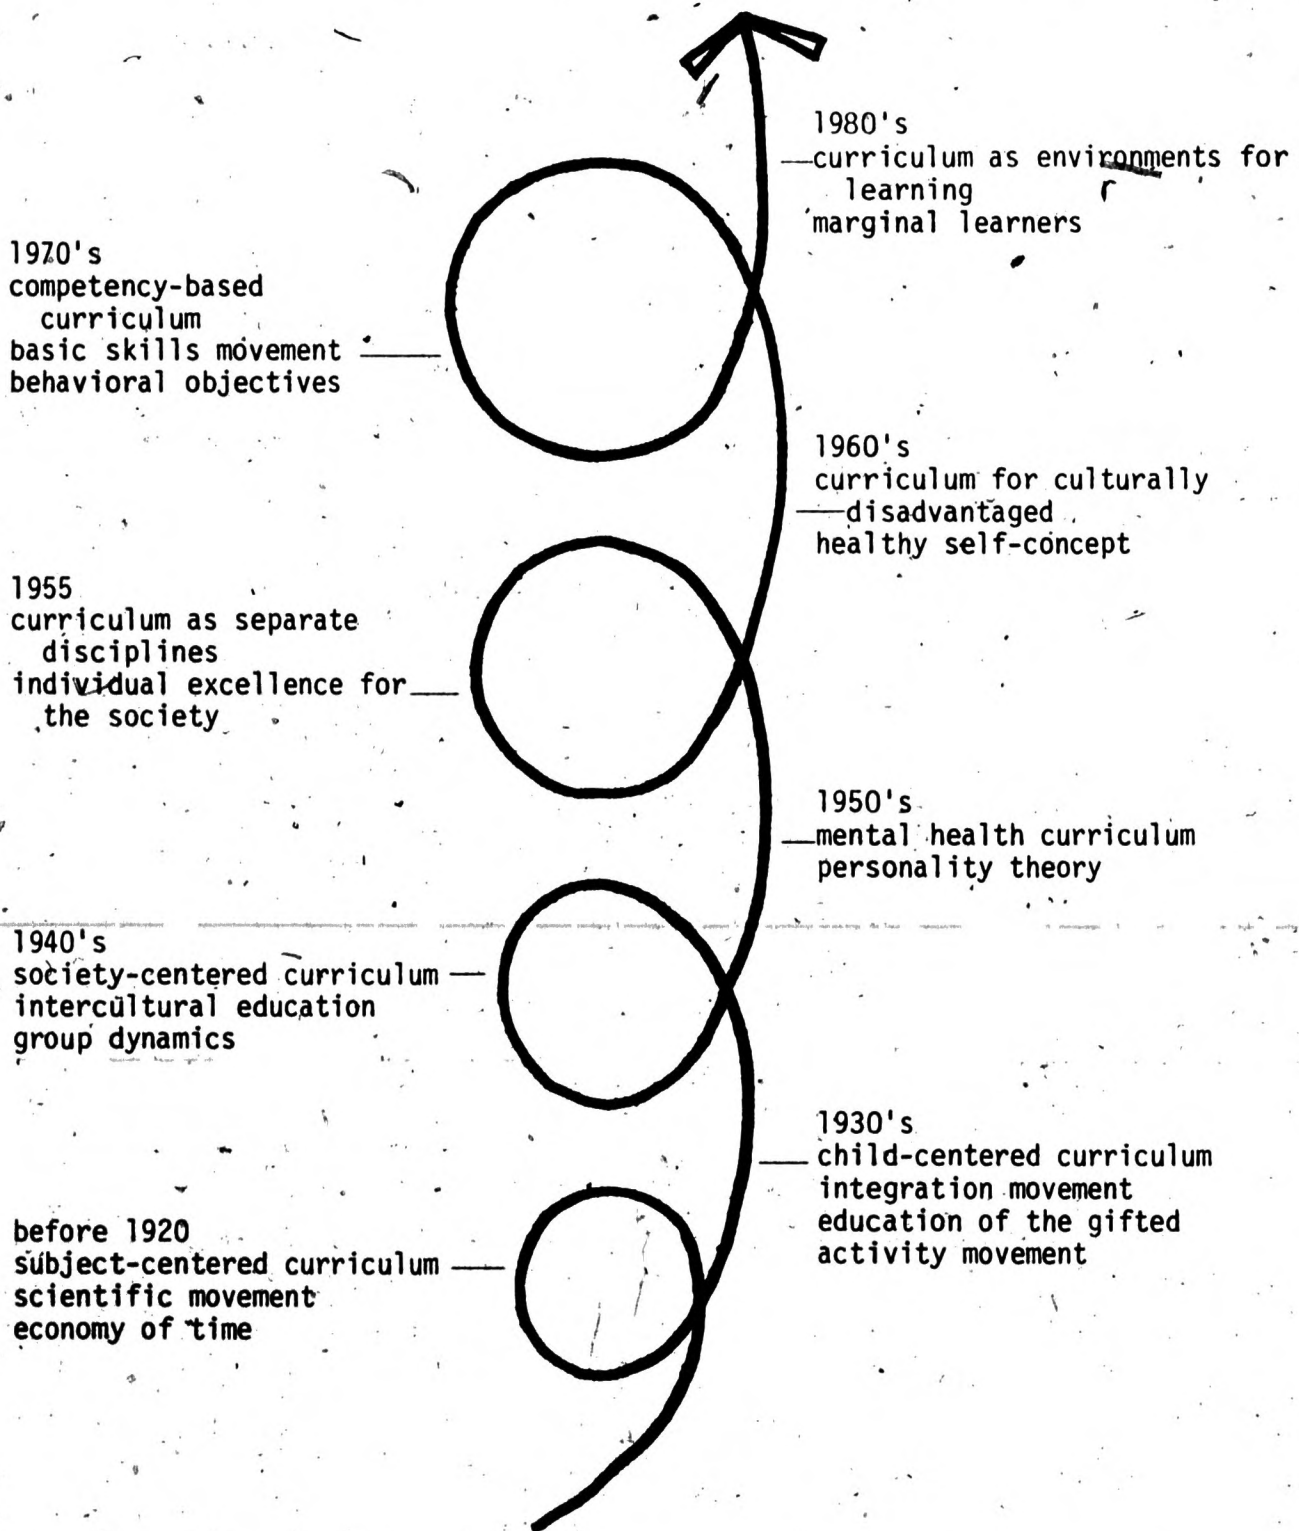 1980's
curriculum as environments for
learning
marginal learners
1970's
competency-based
curriculum
basic skills movement
behavioral objectives
1960's
curriculum for culturally
disadvantaged
healthy self-concept
1955
curriculum as separate
disciplines
individual excellence for
the society
1950's
mental health curriculum
personality theory
1940's
society-centered curriculum
intercultural education
group dynamics
1930's
child-centered curriculum
integration movement
education of the gifted
activity movement
before 1920
subject-centered curriculum
scientific movement
economy of time